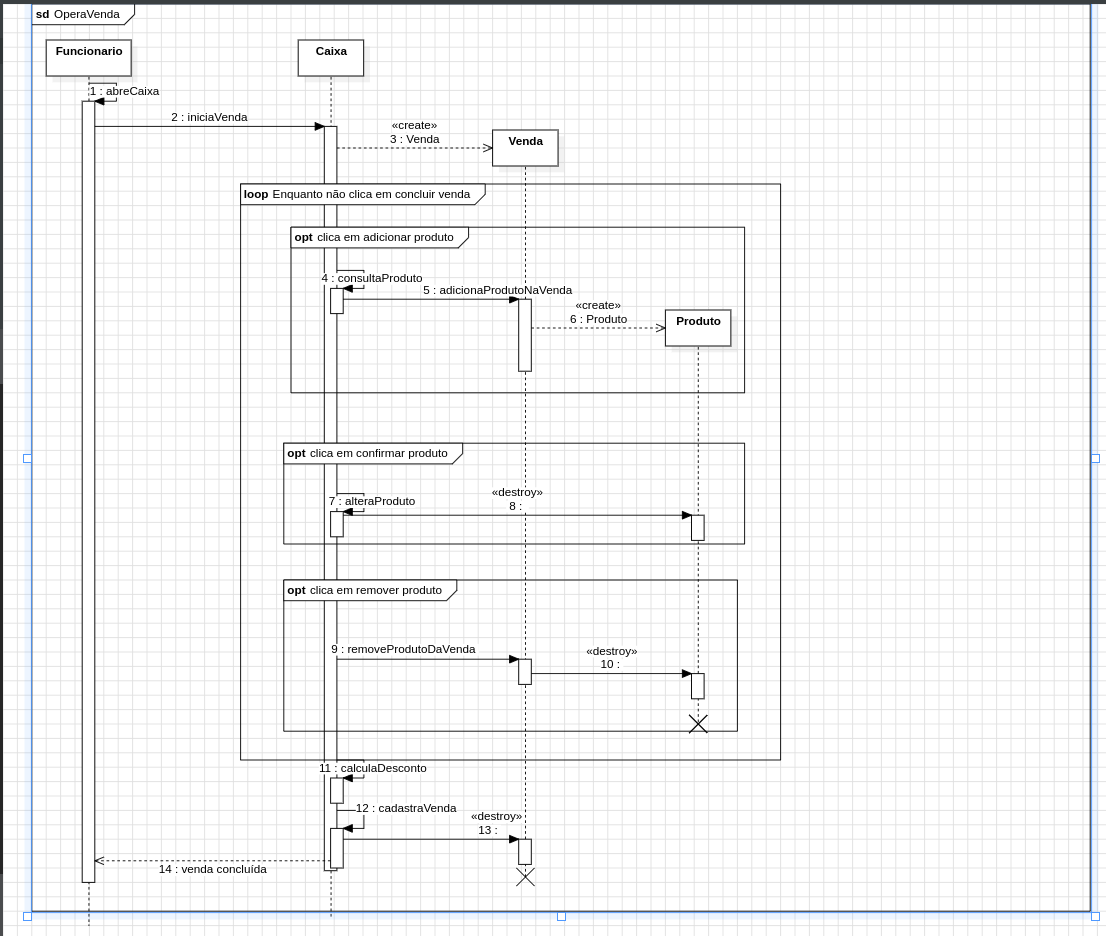 sd OperaVenda
Funcionario
Caixa
1 : abreCaixa
2 : iniciaVenda
«create»
3 : Venda
Venda
loop Enquanto não clica em concluir venda
opt clica em adicionar produto
4 : consultaProduto
5 : adicionaProdutoNaVenda
«create»
6 : Produto
Produto
opt clica em confirmar produto
7 : alteraProduto
«destroy»
8 :
opt clica em remover produto
9 : removeProdutoDaVenda
«destroy»
10 :
11 : calculaDesconto
12 : cadastraVenda
«destroy»
13 :
14 : venda concluída